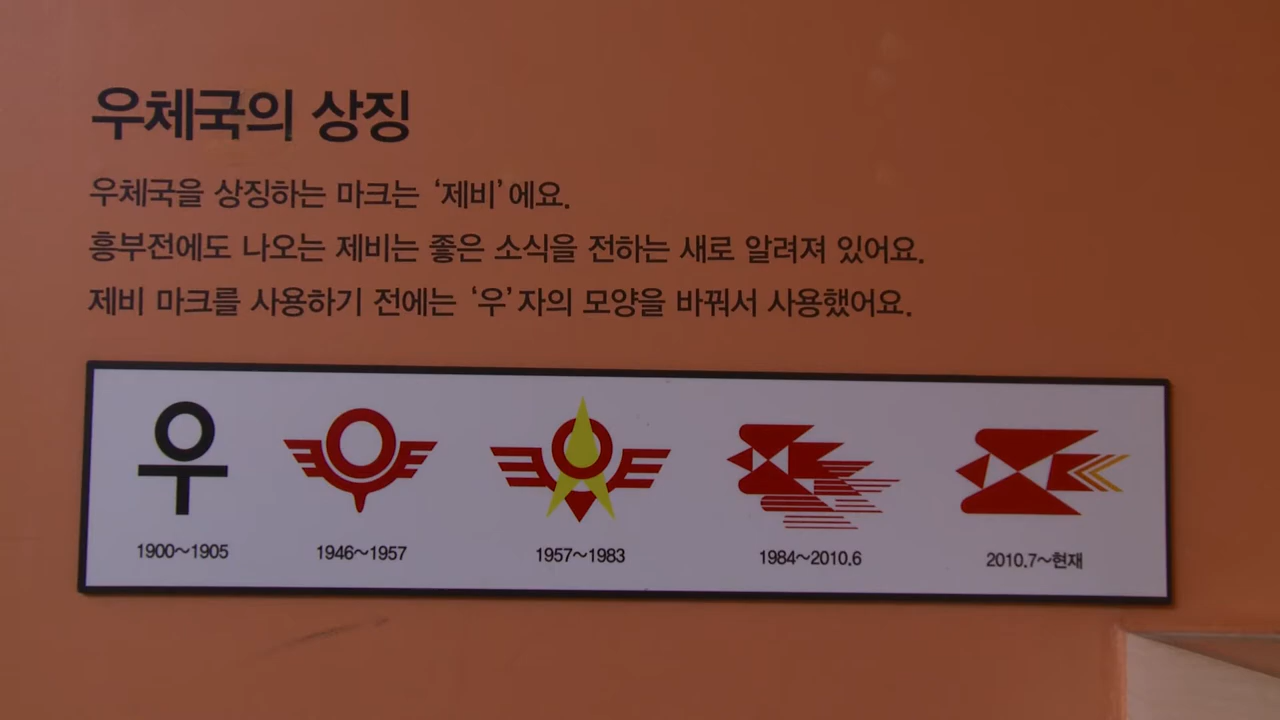 우체국의 상징
우체국을 상징하는 마크는 ‘제비’에요.
흥부전에도 나오는 제비는 좋은 소식을 전하는 새로 알려져 있어요.
제비 마크를 사용하기 전에는 ‘우’자의 모양을 바꿔서 사용했어요.
우
1900~1905
1946~1957
1957~1983
1984~2010.6
2010.7~현재